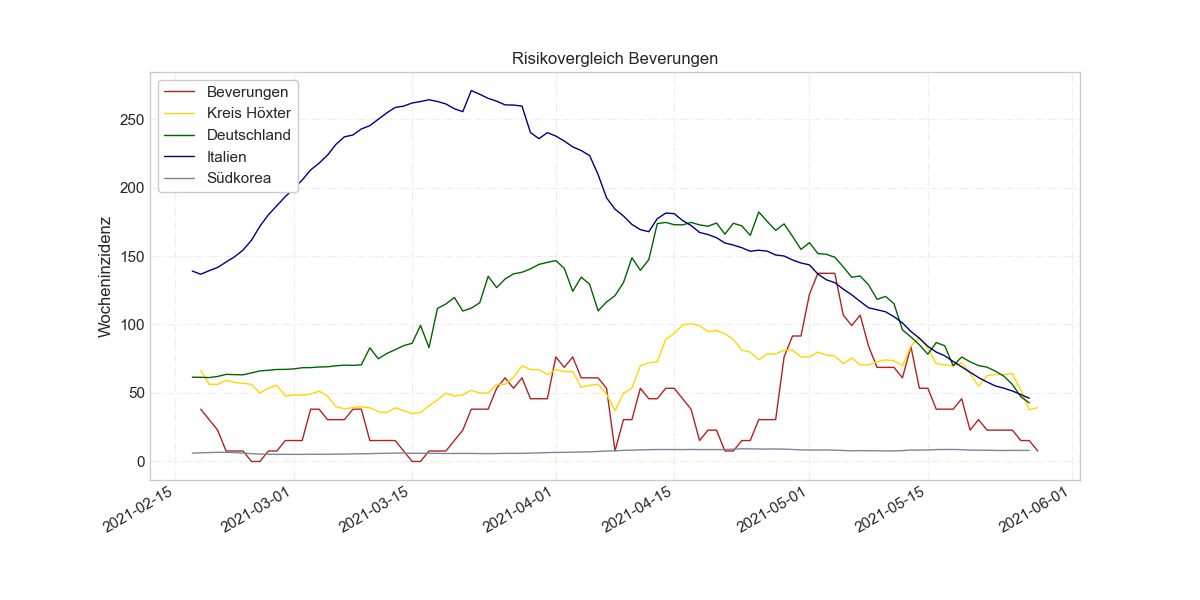 Risikovergleich Beverungen
Beverungen
Kreis Höxter
Deutschland
Italien
Südkorea
Wocheninzidenz
250
200
150
100
50
0
2021-02-15
2021-03-01
2021-03-15
2021-04-01
2021-04-15
2021-05-01
2021-05-15
2021-06-01